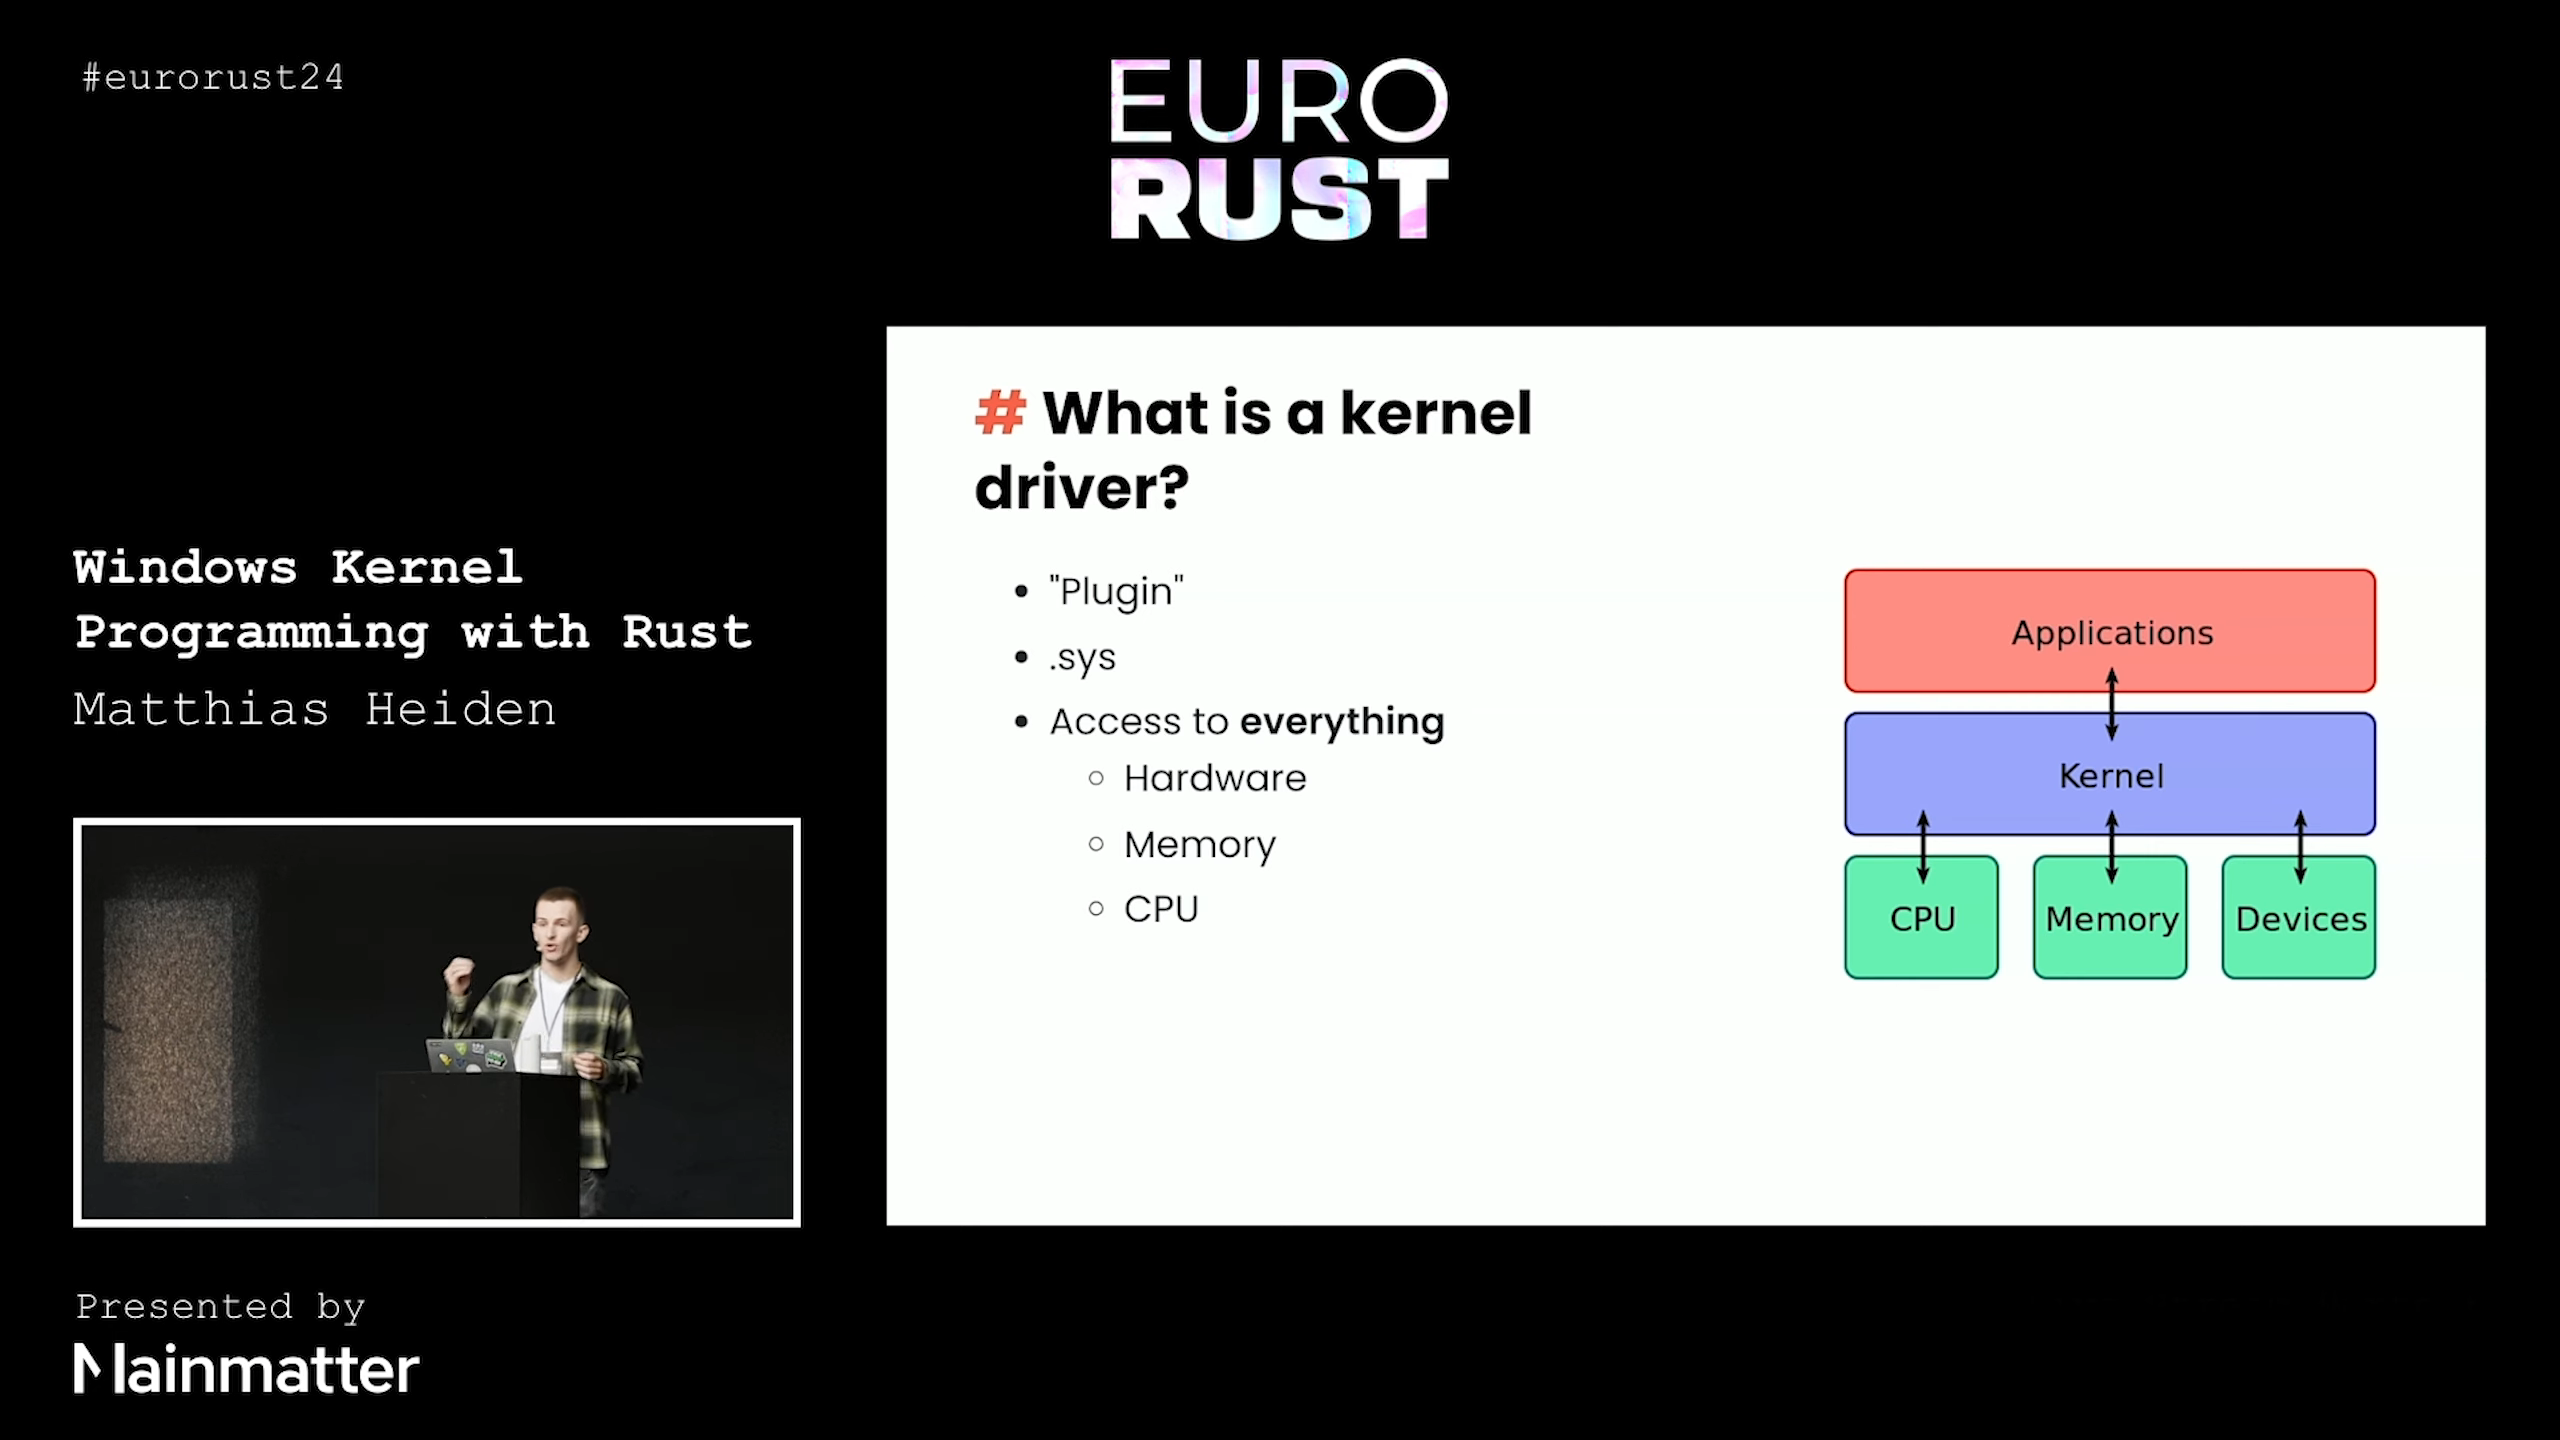 #eurorust24
EURO
RUST
Windows Kernel
Programming with Rust
Matthias Heiden
# What is a kernel
driver?
"Plugin"
.sys
Access to everything
Hardware
Memory
CPU
Applications
Kernel
CPU
Memory
Devices
Presented by
Mainmatter